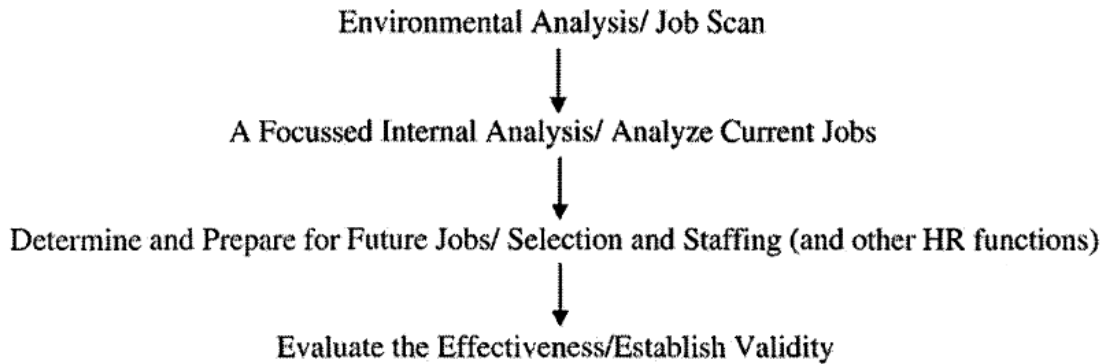 Environmental Analysis/ Job Scan
A Focussed Internal Analysis/ Analyze Current Jobs
Determine and Prepare for Future Jobs/ Selection and Staffing (and other HR functions)
Evaluate the Effectiveness/Establish Validity